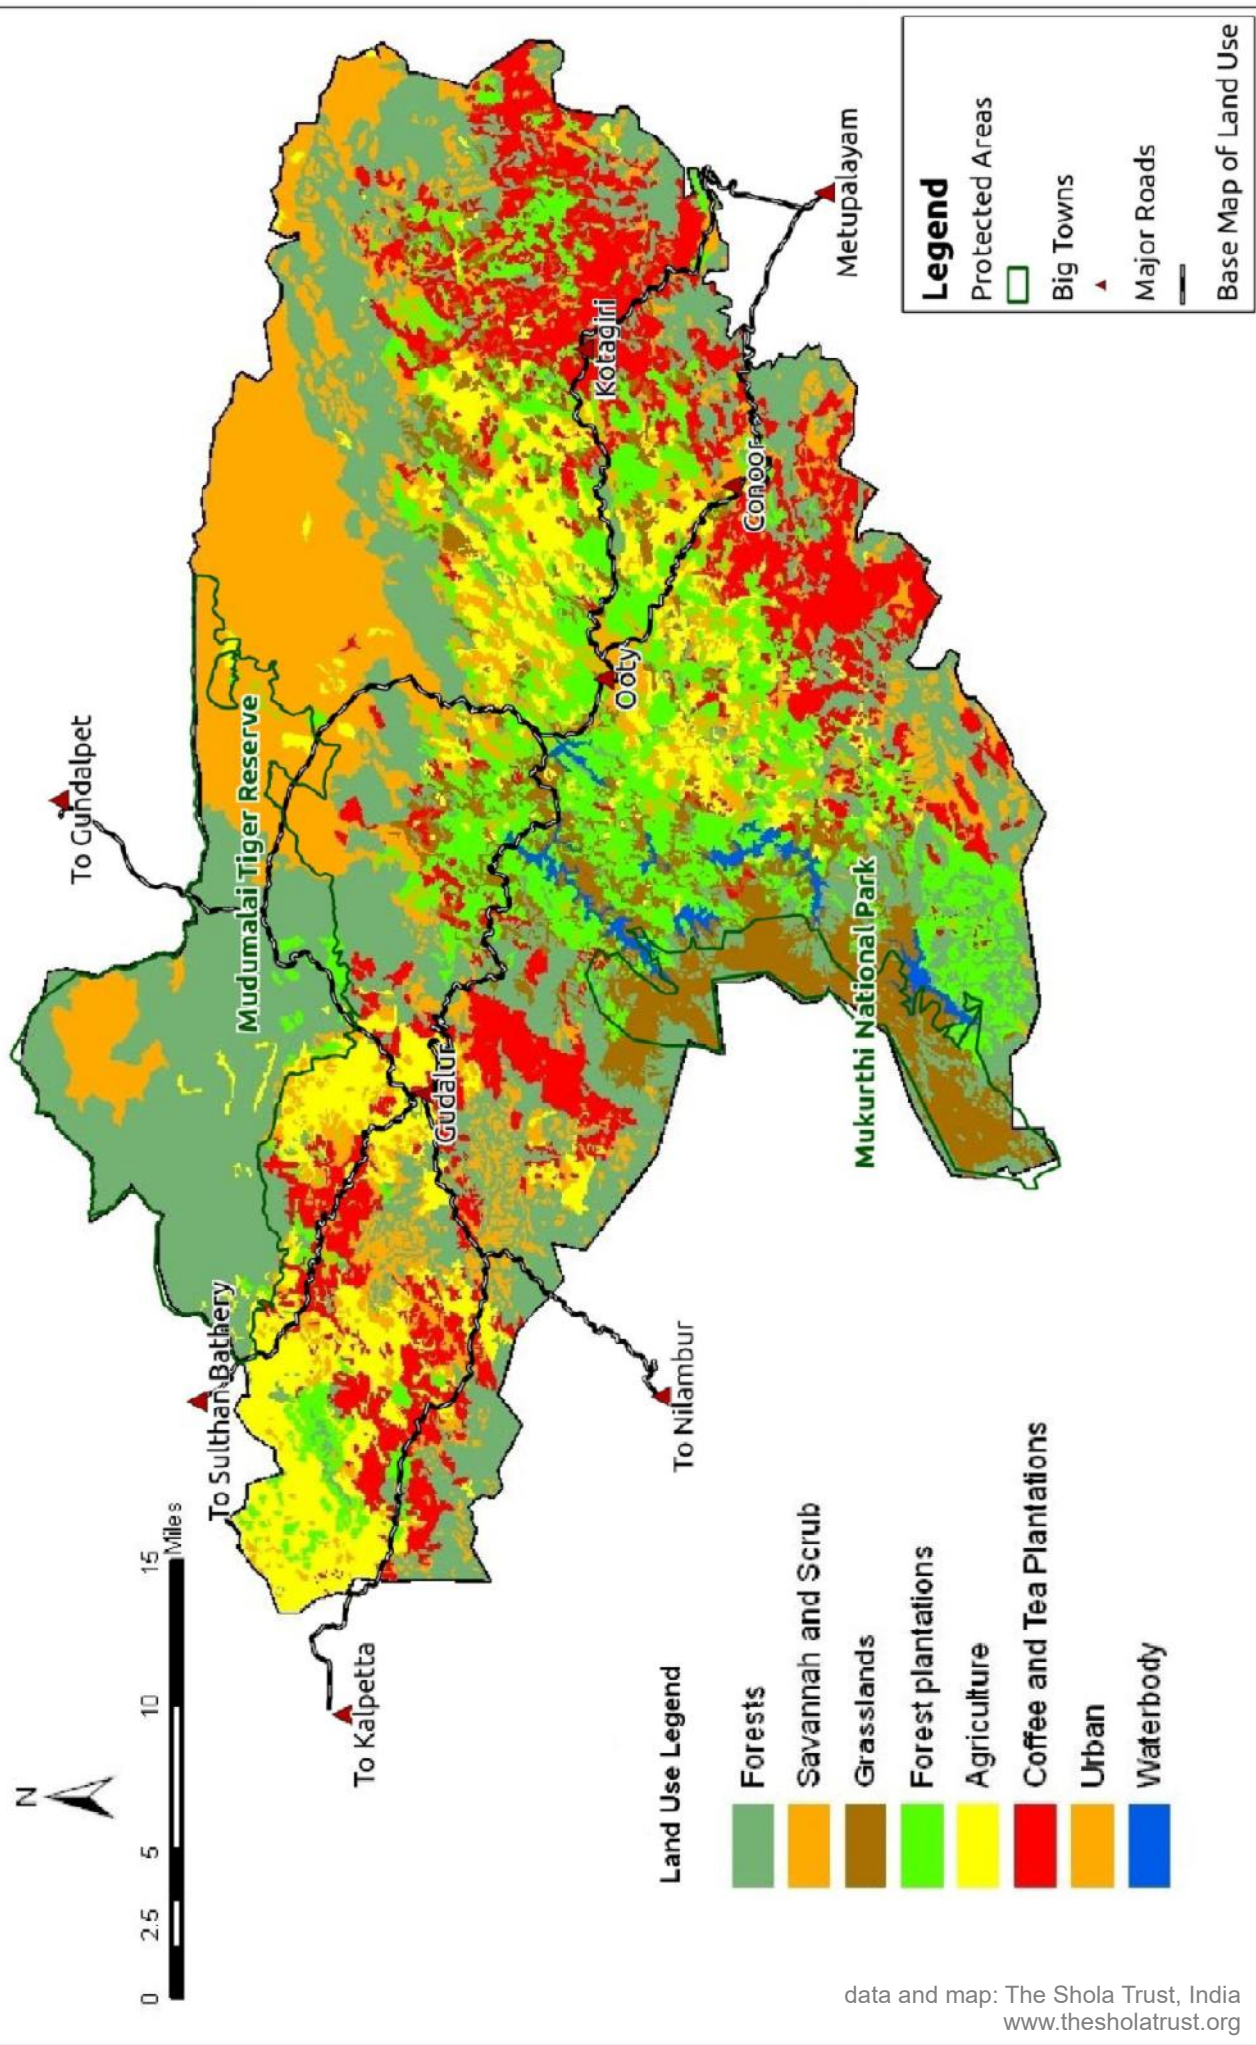 N
0 2.5 5 10 15
Miles
To Gundalpet
To Sulthan Bathery
Mudumalai Tiger Reserve
To Kalpetta
Gudalur
Kotagiri
Ooty
To Nilambur
Conoor
Metupalayam
Mukurthi National Park
Land Use Legend
Forests
Savannah and Scrub
Grasslands
Forest plantations
Agriculture
Coffee and Tea Plantations
Urban
Waterbody
Legend
Protected Areas
Big Towns
Major Roads
Base Map of Land Use
data and map: The Shola Trust, India
www.thesholatrust.org